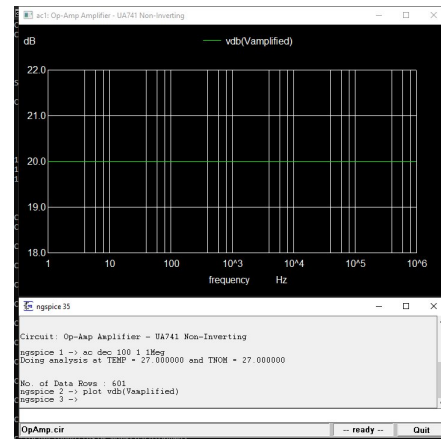 ac1: Op-Amp Amplifier - UA741 Non-Inverting
dB
vdb(Vamplified)
22.0
21.0
20.0
19.0
18.0
1 10 100 10^3 10^4 10^5 10^6
frequency Hz
ngspice 35
Circuit: Op-Amp Amplifier - UA741 Non-Inverting
ngspice 1 -> ac dec 100 1 1Meg
Doing analysis at TEMP = 27.000000 and TNOM = 27.000000
No. of Data Rows : 601
ngspice 2 -> plot vdb(Vamplified)
ngspice 3 ->
OpAmp.cir -- ready -- Quit